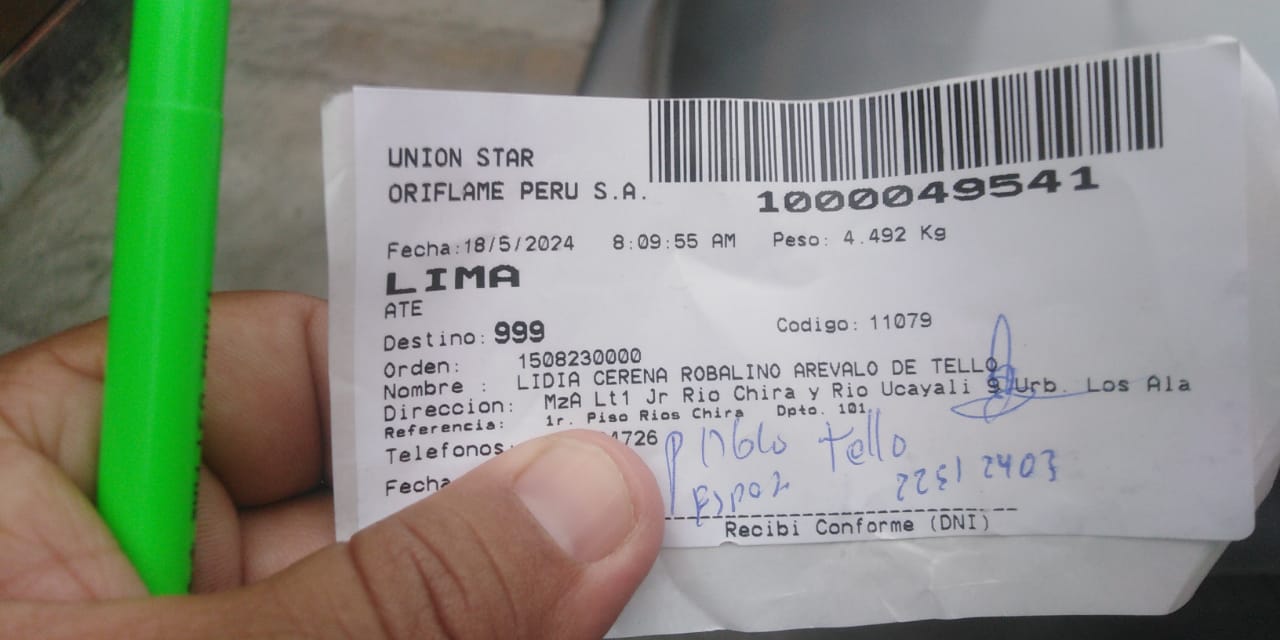 UNION STAR
ORIFLAME PERU S.A.
1000049541
Fecha:18/5/2024 8:09:55 AM Peso: 4.492 Kg
LIMA
ATE
Destino: 999 Codigo: 11079
Orden: 1508230000
Nombre : LIDIA CERENA ROBALINO AREVALO DE TELLO
Direccion: MzA Lt1 Jr Rio Chira y Rio Ucayali 9 Urb. Los Ala
Referencia: 1r. Piso Rios Chira Dpto. 101
Telefonos 4726
Fecha
Pablo Tello
22512403
Recibi Conforme (DNI)